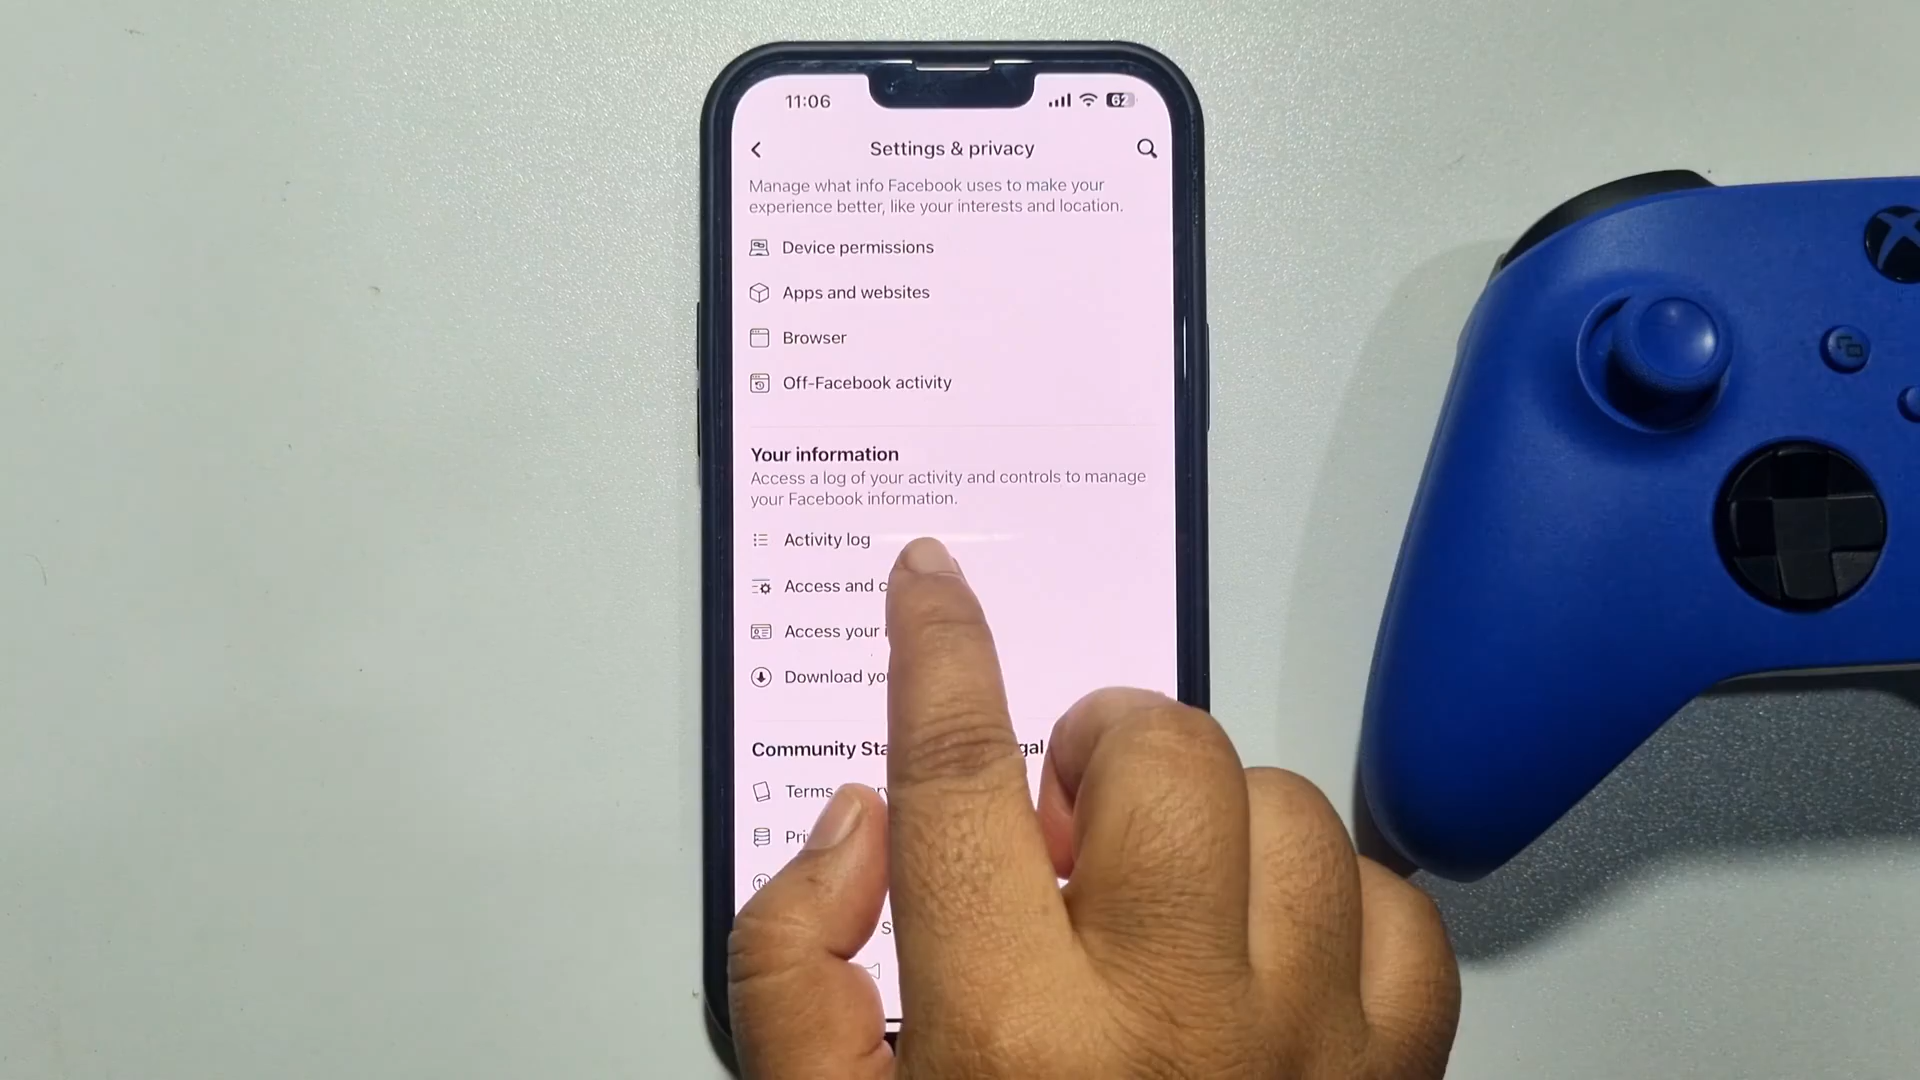 11:06
62
Settings & privacy
Manage what info Facebook uses to make your
experience better, like your interests and location.
Device permissions
Apps and websites
Browser
Off-Facebook activity
Your information
Access a log of your activity and controls to manage
your Facebook information.
Activity log
Access and
Access your
Download
Community
Terms